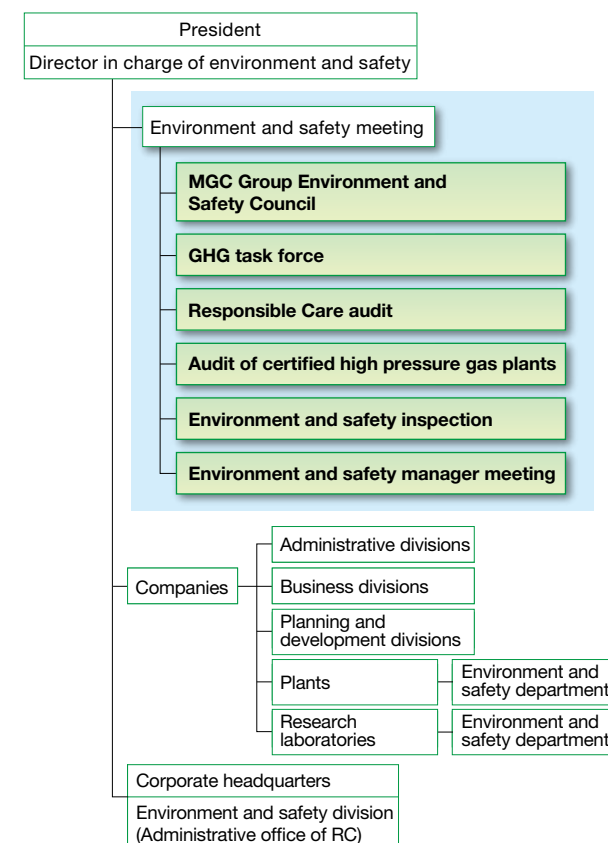 President
Director in charge of environment and safety
Environment and safety meeting
MGC Group Environment and
Safety Council
GHG task force
Responsible Care audit
Audit of certified high pressure gas plants
Environment and safety inspection
Environment and safety manager meeting
Companies
Administrative divisions
Business divisions
Planning and
development divisions
Plants
Environment and
safety department
Research
laboratories
Environment and
safety department
Corporate headquarters
Environment and safety division
(Administrative office of RC)